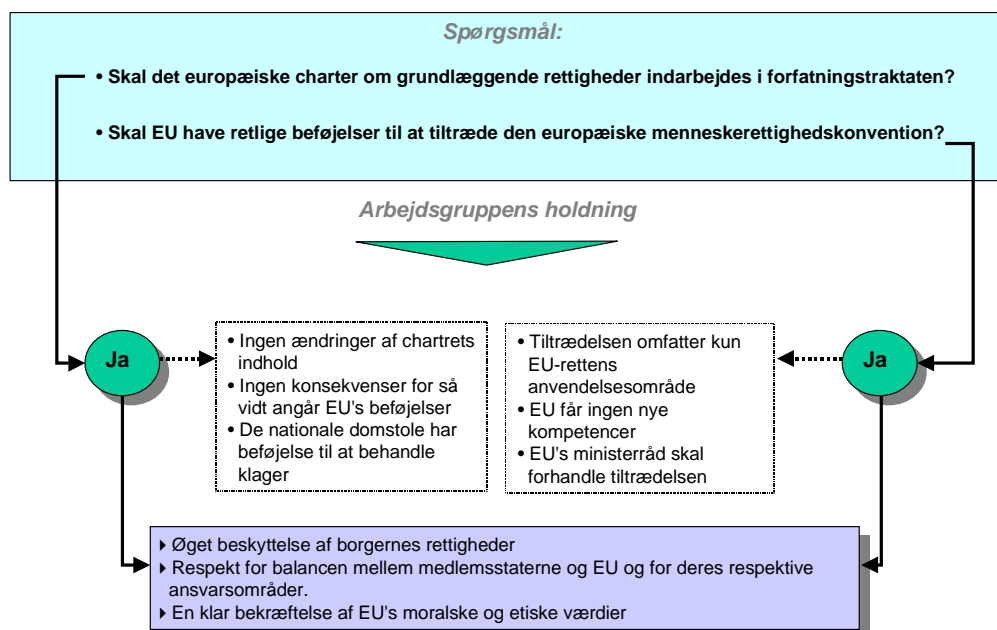 Spørgsmål:
• Skal det europæiske charter om grundlæggende rettigheder indarbejdes i forfatningstraktaten?
• Skal EU have retlige beføjelser til at tiltræde den europæiske menneskerettighedskonvention?
Arbejdsgruppens holdning
Ja
• Ingen ændringer af chartrets
indhold
• Ingen konsekvenser for så
vidt angår EU's beføjelser
• De nationale domstole har
beføjelse til at behandle
klager
• Tiltrædelsen omfatter kun
EU-rettens
anvendelsesområde
• EU får ingen nye
kompetencer
• EU's ministerråd skal
forhandle tiltrædelsen
Ja
Øget beskyttelse af borgernes rettigheder
Respekt for balancen mellem medlemsstaterne og EU og for deres respektive
ansvarsområder.
En klar bekræftelse af EU's moralske og etiske værdier